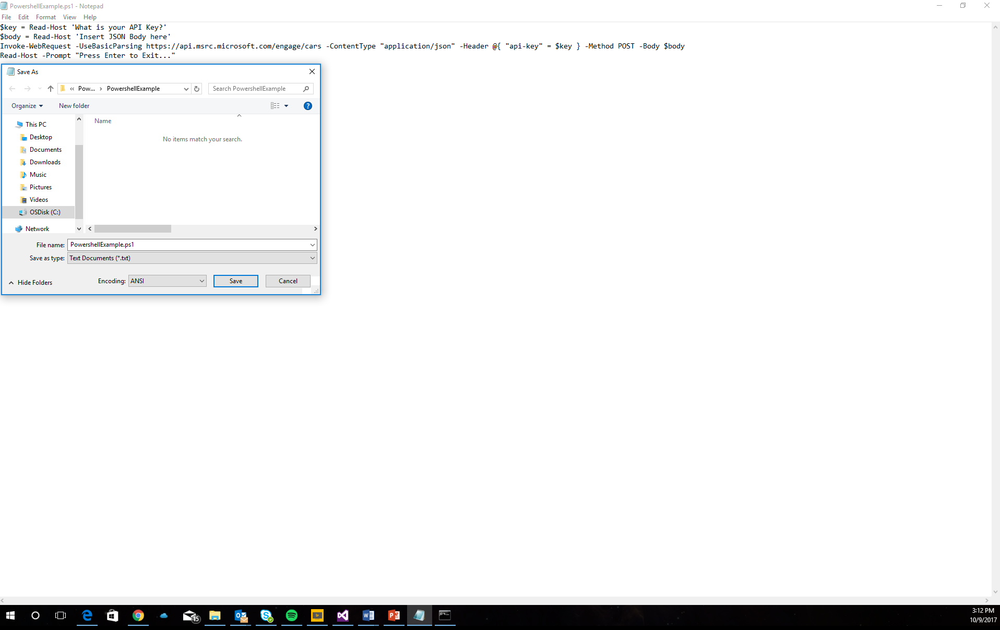 PowershellExample.ps1 - Notepad
File Edit Format View Help
$key = Read-Host 'What is your API Key?'
$body = Read-Host 'Insert JSON Body here'
Invoke-WebRequest -UseBasicParsing https://api.msrc.microsoft.com/engage/cars -ContentType "application/json" -Header @{ "api-key" = $key } -Method POST -Body $body
Read-Host -Prompt "Press Enter to Exit..."
Save As
« Pow... › PowershellExample Search PowershellExample
Organize New folder ?
This PC
Desktop
Documents
Downloads
Music
Pictures
Videos
OSDisk (C:)
Network
Name
No items match your search.
File name: PowershellExample.ps1
Save as type: Text Documents (*.txt)
Hide Folders Encoding: ANSI Save Cancel
15
3:12 PM
10/9/2017